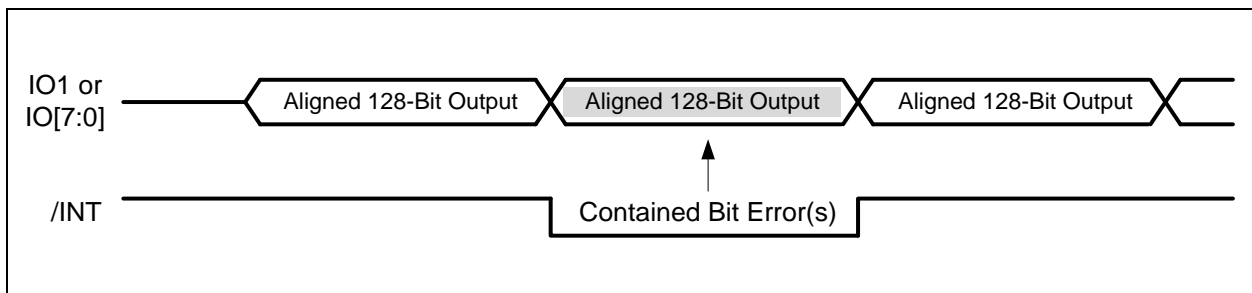 IO1 or
IO[7:0]
Aligned 128-Bit Output
Aligned 128-Bit Output
Aligned 128-Bit Output
/INT
Contained Bit Error(s)